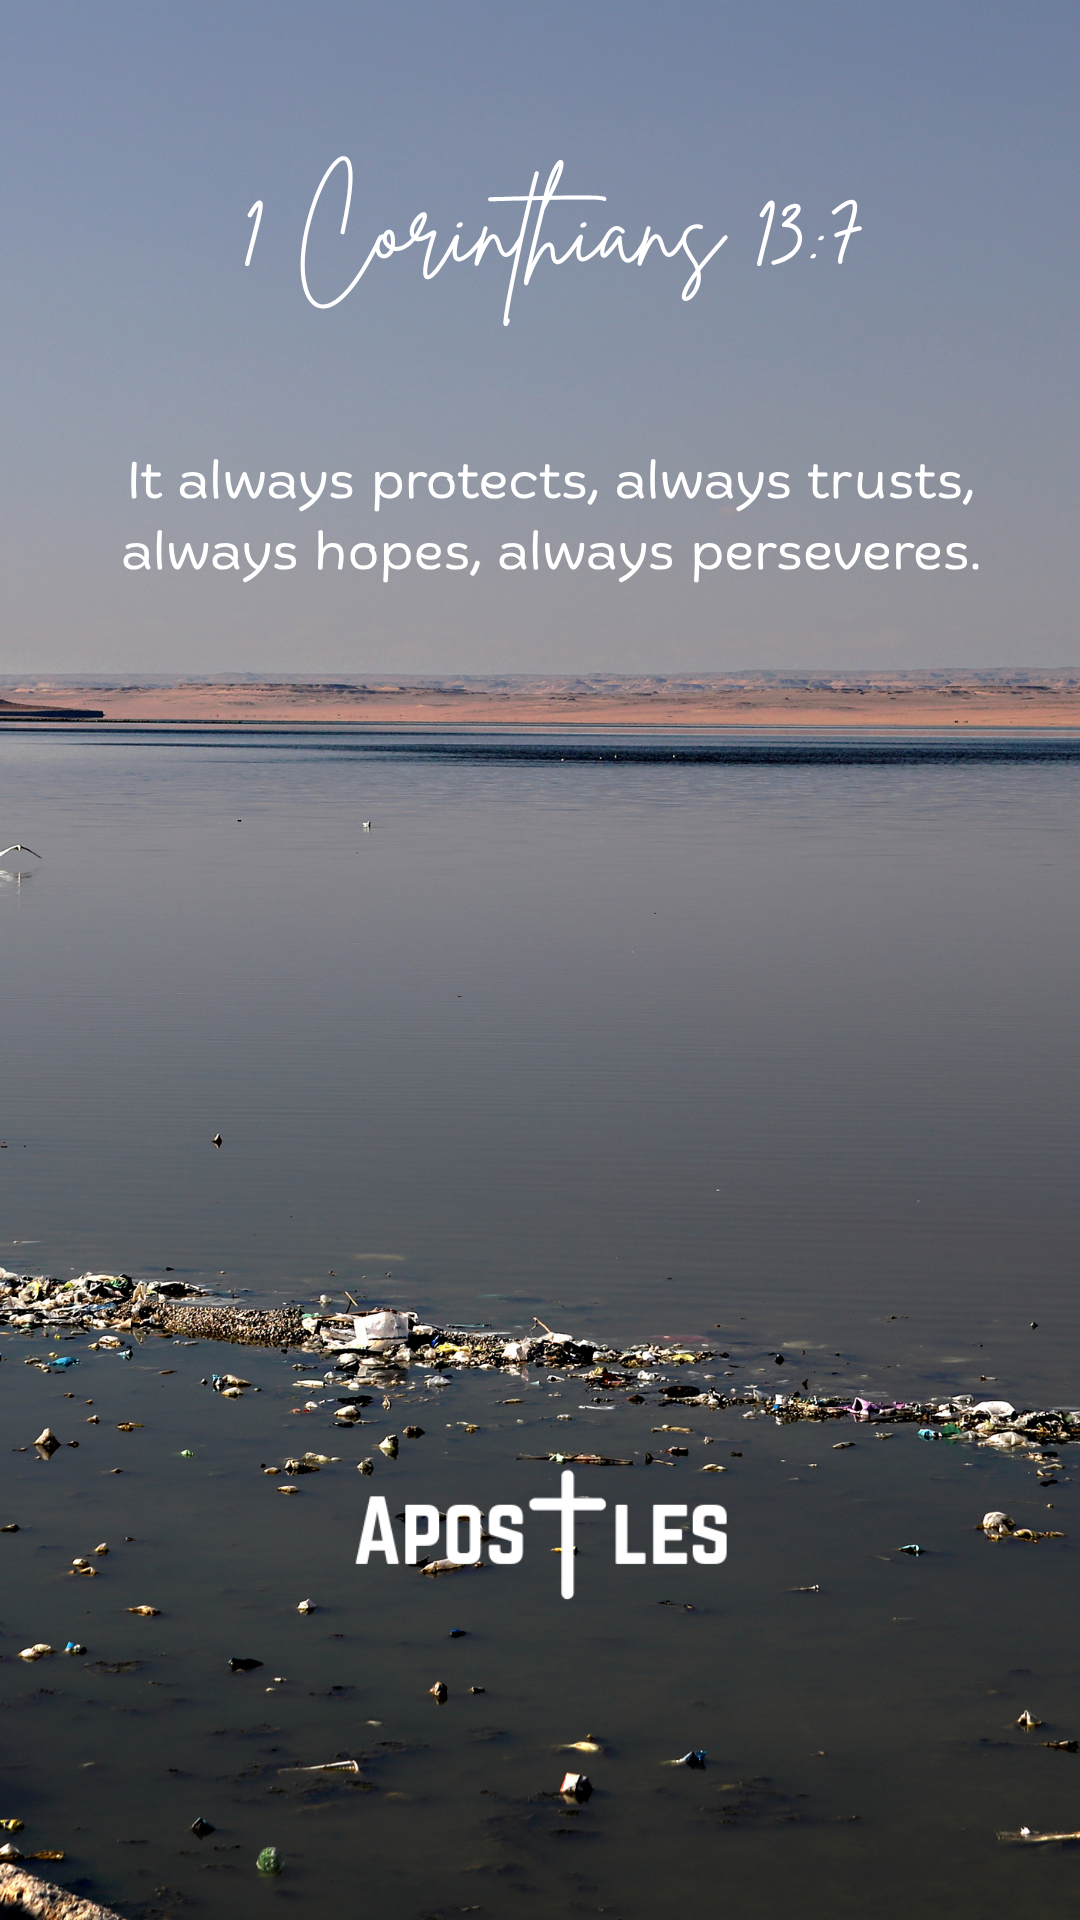 1 Corinthians 13:7
It always protects, always trusts,
always hopes, always perseveres.
APOSTLES